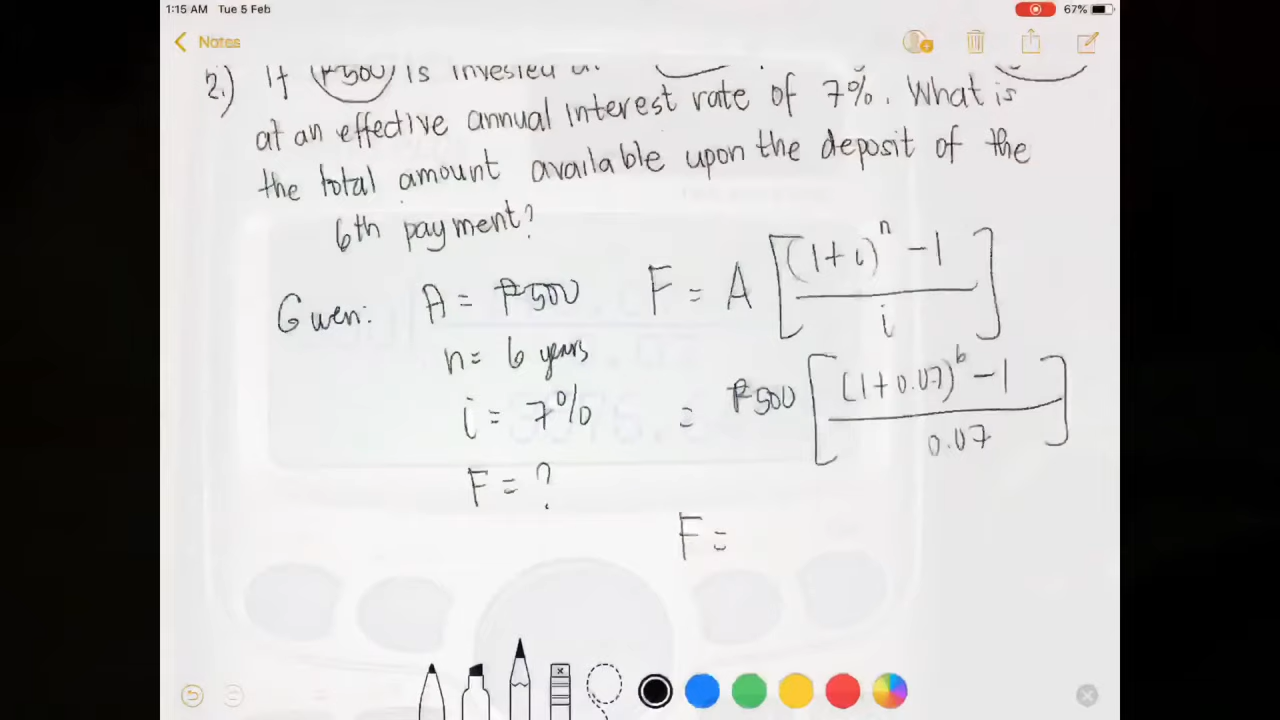 1:15 AM Tue 5 Feb
67%
Notes
2.) If (₱500) is invested
at an effective annual interest rate of 7%. What is
the total amount available upon the deposit of the
6th payment?
Given: A = ₱500
n = 6 years
i = 7%
F = ?
F = A [ (1+i)^n - 1 / i ]
= ₱500 [ (1+0.07)^6 - 1 / 0.07 ]
F =